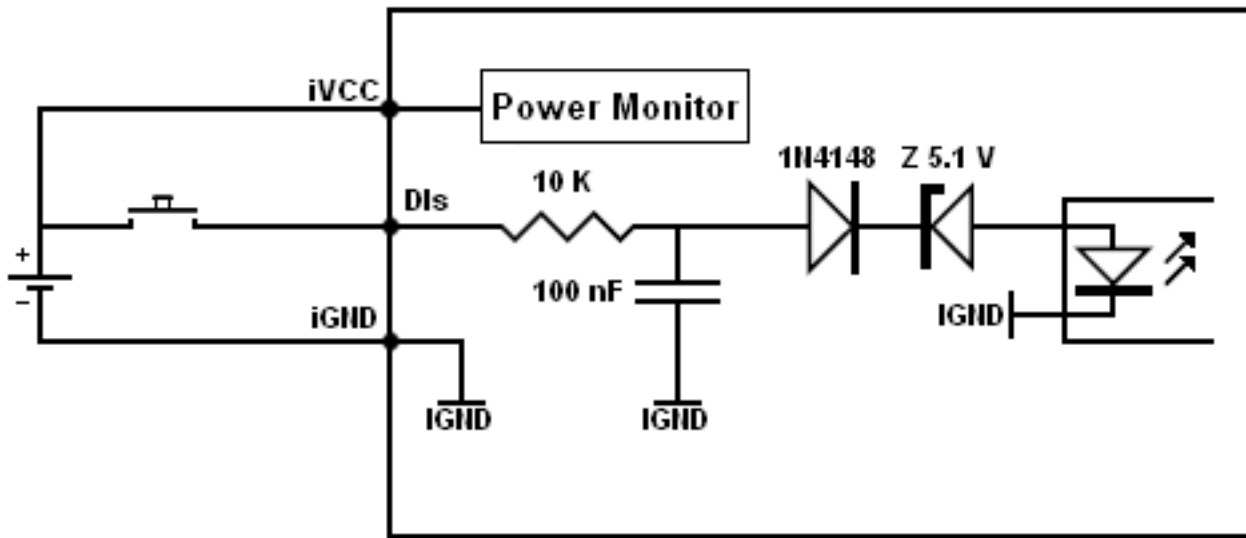 iVCC
Power Monitor
1N4148 Z 5.1 V
10 K
DIs
+
100 nF
−
iGND
IGND
IGND
IGND